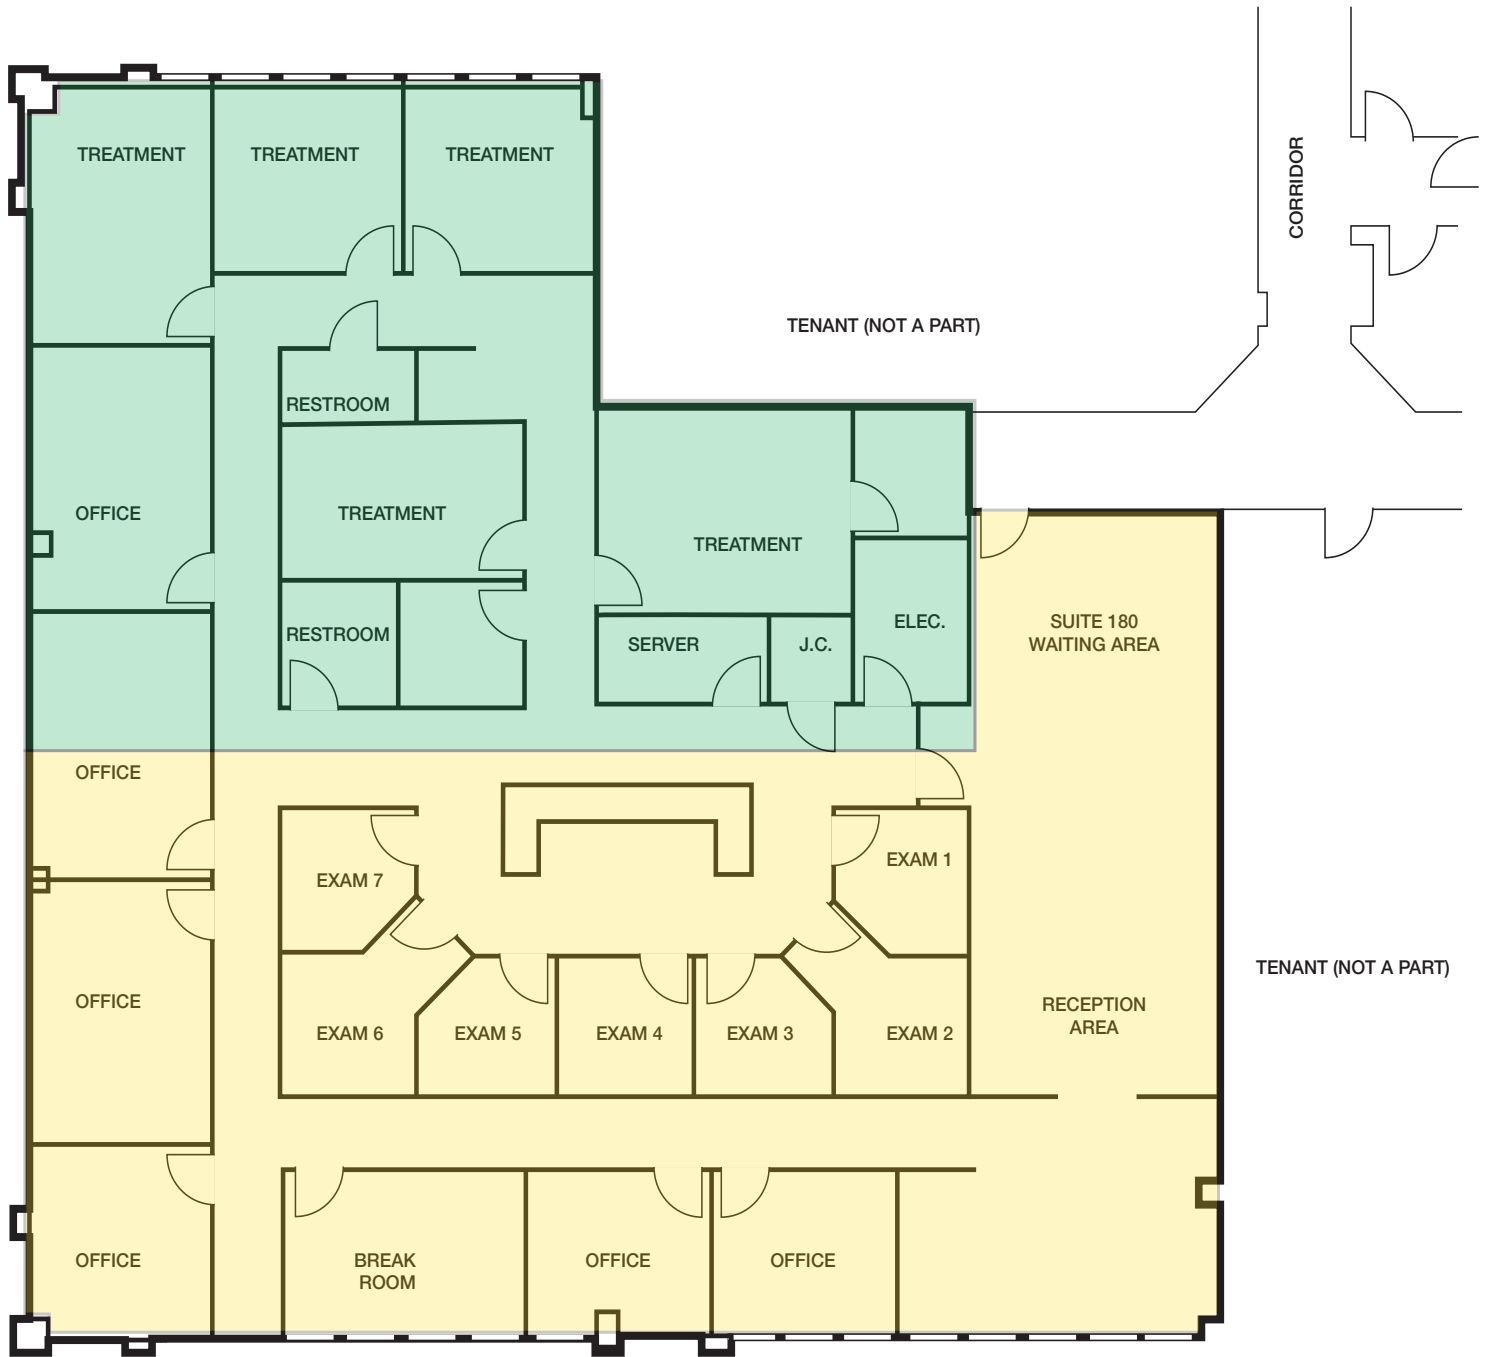 TREATMENT
TREATMENT
TREATMENT
CORRIDOR
TENANT (NOT A PART)
RESTROOM
OFFICE
TREATMENT
TREATMENT
RESTROOM
SERVER
J.C.
ELEC.
SUITE 180
WAITING AREA
OFFICE
EXAM 7
EXAM 1
TENANT (NOT A PART)
OFFICE
EXAM 6
EXAM 5
EXAM 4
EXAM 3
EXAM 2
RECEPTION
AREA
OFFICE
BREAK
ROOM
OFFICE
OFFICE